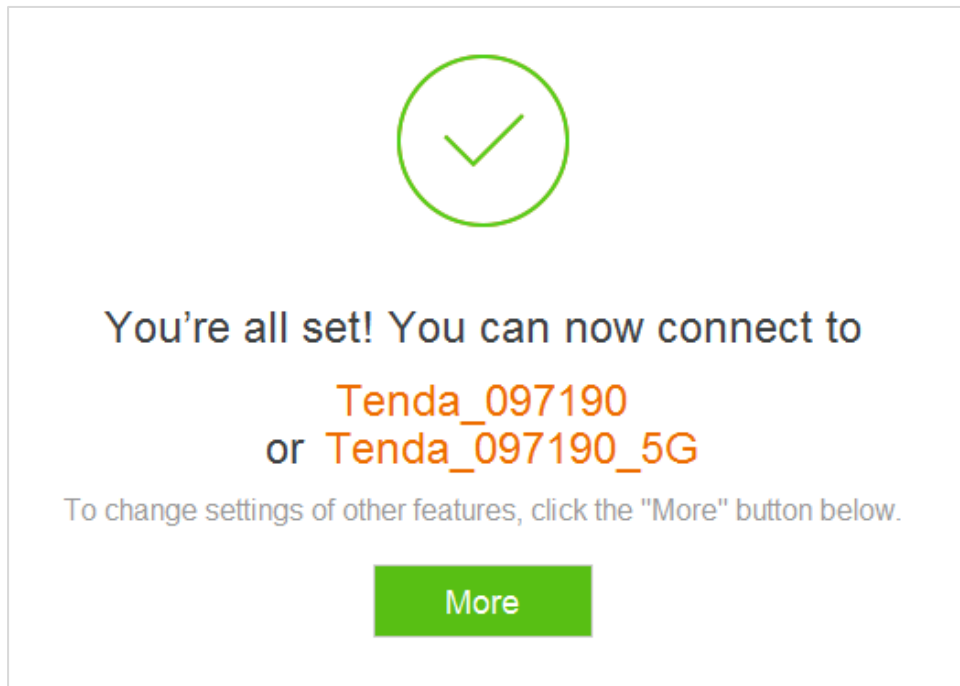 You’re all set! You can now connect to
Tenda_097190
or Tenda_097190_5G
To change settings of other features, click the "More" button below.
More